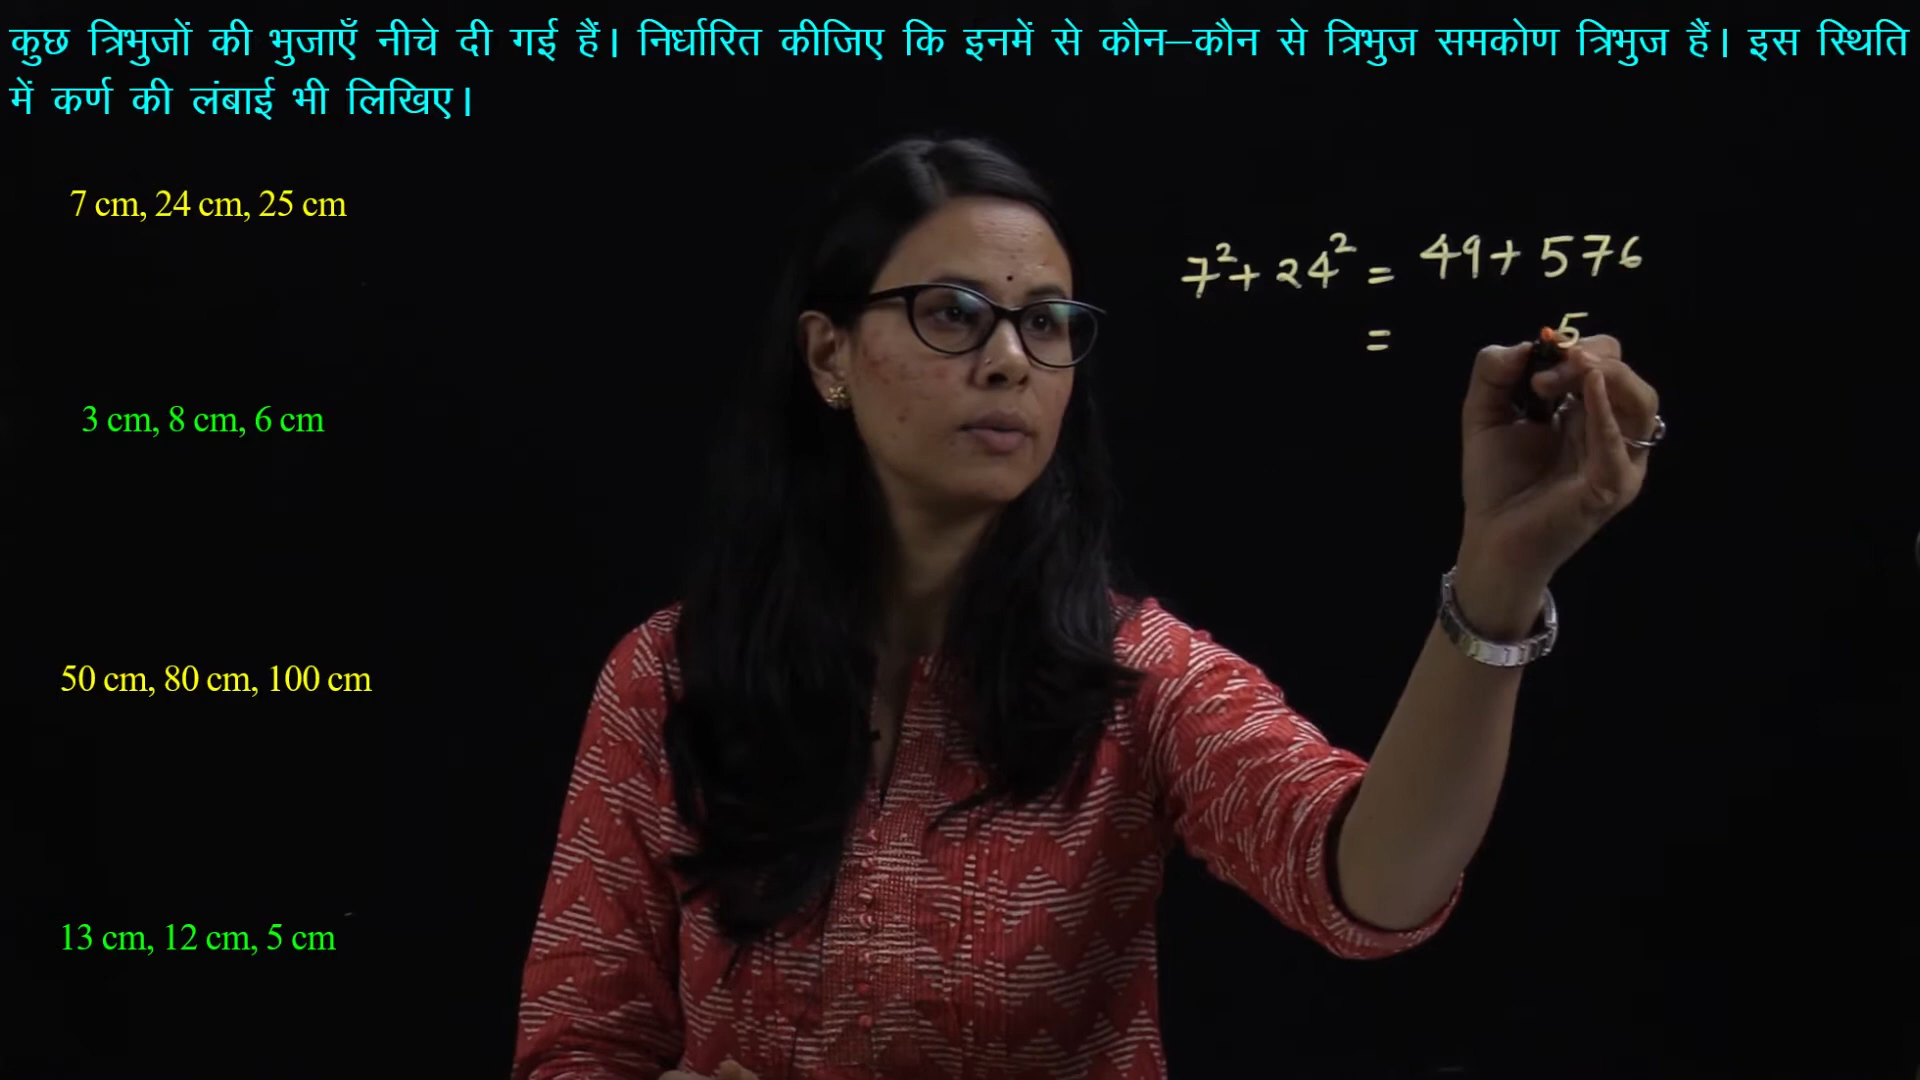 कुछ त्रिभुजों की भुजाएँ नीचे दी गई हैं। निर्धारित कीजिए कि इनमें से कौन–कौन से त्रिभुज समकोण त्रिभुज हैं। इस स्थिति
में कर्ण की लंबाई भी लिखिए।
7 cm, 24 cm, 25 cm
7² + 24² = 49 + 576
= 5
3 cm, 8 cm, 6 cm
50 cm, 80 cm, 100 cm
13 cm, 12 cm, 5 cm